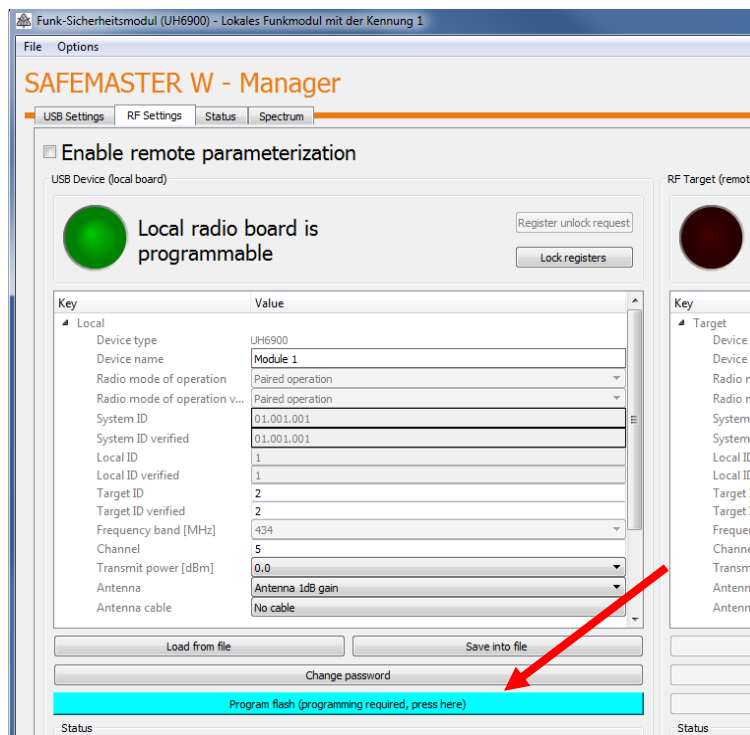 Funk-Sicherheitsmodul (UH6900) - Lokales Funkmodul mit der Kennung 1
File Options
SAFEMASTER W - Manager
USB Settings RF Settings Status Spectrum
Enable remote parameterization
USB Device (local board)
RF Target (remot
Local radio board is
programmable
Register unlock request
Lock registers
Key Value
Key
Local
Target
Device type UH6900
Device
Device name Module 1
Device
Radio mode of operation Paired operation
Radio m
Radio mode of operation v... Paired operation
Radio m
System ID 01.001.001
System
System ID verified 01.001.001
System
Local ID 1
Local ID
Local ID verified 1
Local ID
Target ID 2
Target
Target ID verified 2
Target
Frequency band [MHz] 434
Freque
Channel 5
Channe
Transmit power [dBm] 0.0
Transm
Antenna Antenna 1dB gain
Antenn
Antenna cable No cable
Antenn
Load from file Save into file
Change password
Program flash (programming required, press here)
Status
Status